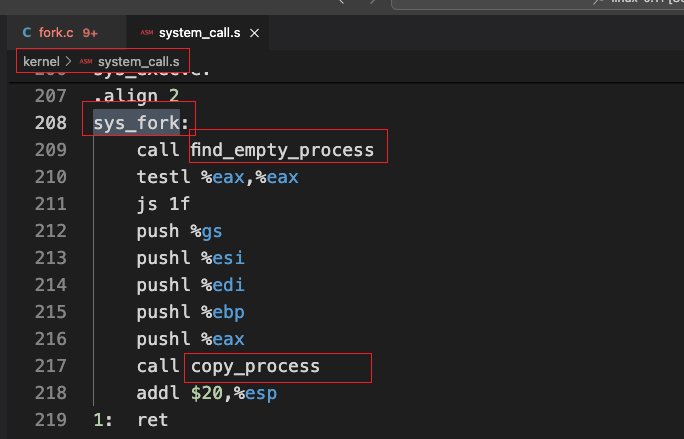 C fork.c 9+ ASM system_call.s ×
kernel > ASM system_call.s
207 .align 2
208 sys_fork:
209 call find_empty_process
210 testl %eax,%eax
211 js 1f
212 push %gs
213 pushl %esi
214 pushl %edi
215 pushl %ebp
216 pushl %eax
217 call copy_process
218 addl $20,%esp
219 1: ret